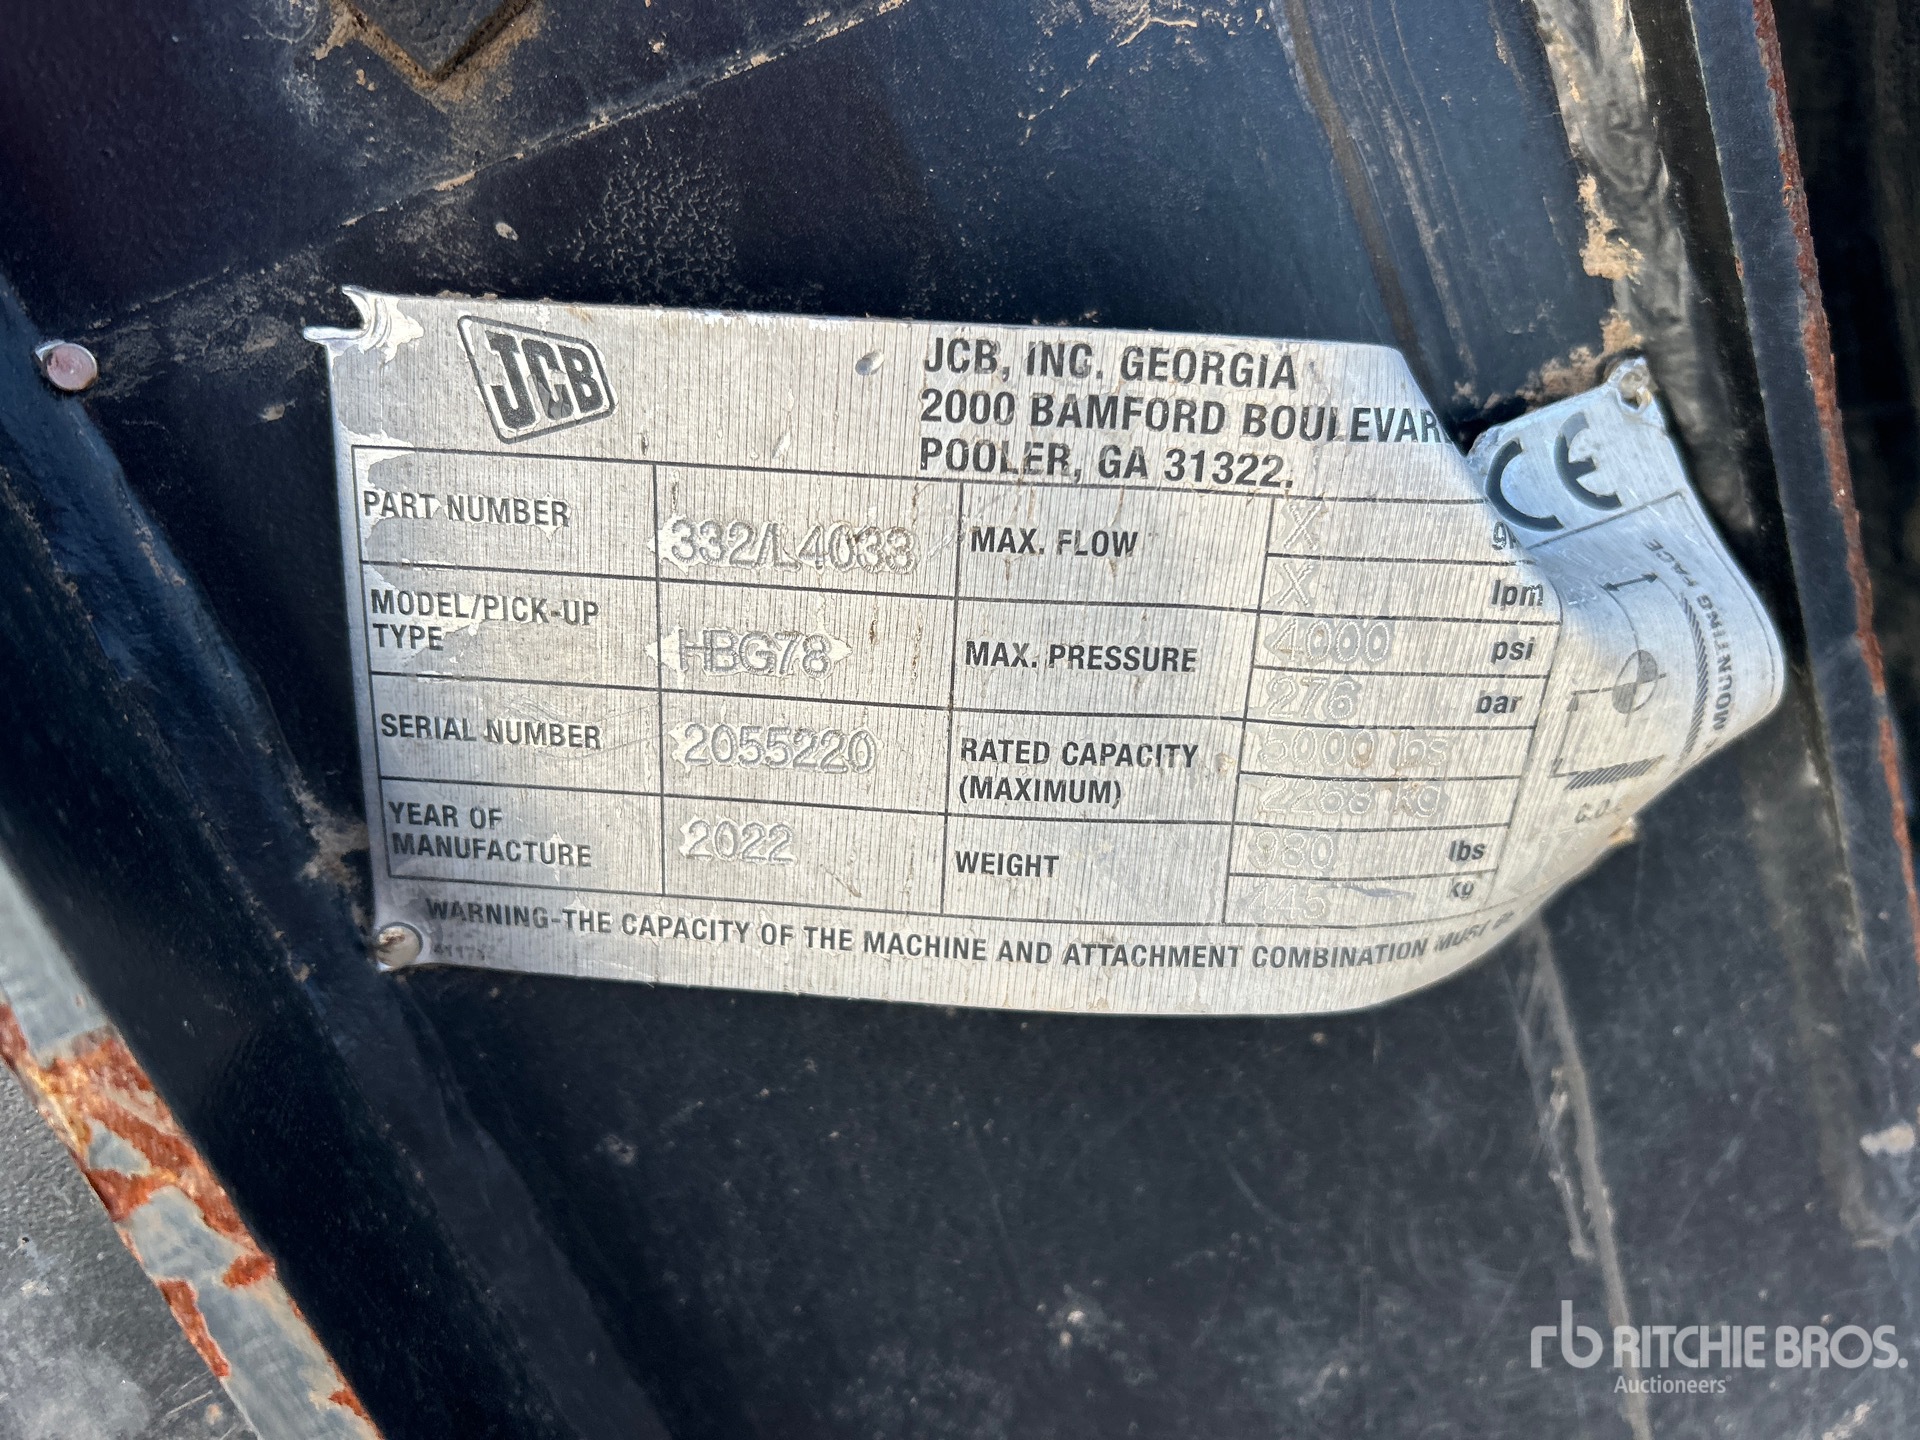 JCB
JCB, INC. GEORGIA
2000 BAMFORD BOULEVAR
POOLER, GA 31322.
CE
PART NUMBER 332/L4033
MODEL/PICK-UP TYPE HBG78
SERIAL NUMBER 2055220
YEAR OF MANUFACTURE 2022
MAX. FLOW X
X lpm
MAX. PRESSURE 4000 psi
276 bar
RATED CAPACITY (MAXIMUM) 5000 lbs
2268 kg
WEIGHT 980 lbs
445 kg
MOUNTING FACE
WARNING-THE CAPACITY OF THE MACHINE AND ATTACHMENT COMBINATION MUST
rb RITCHIE BROS.
Auctioneers